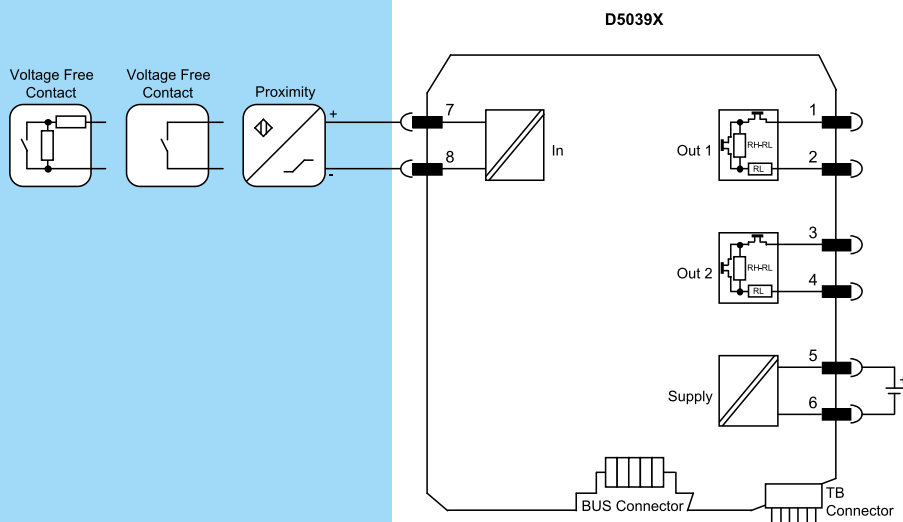 D5039X
Voltage Free
Contact
Voltage Free
Contact
Proximity
+
-
7
8
In
Out 1
RH-RL
RL
1
2
Out 2
RH-RL
RL
3
4
Supply
5
6
+
BUS Connector
TB
Connector